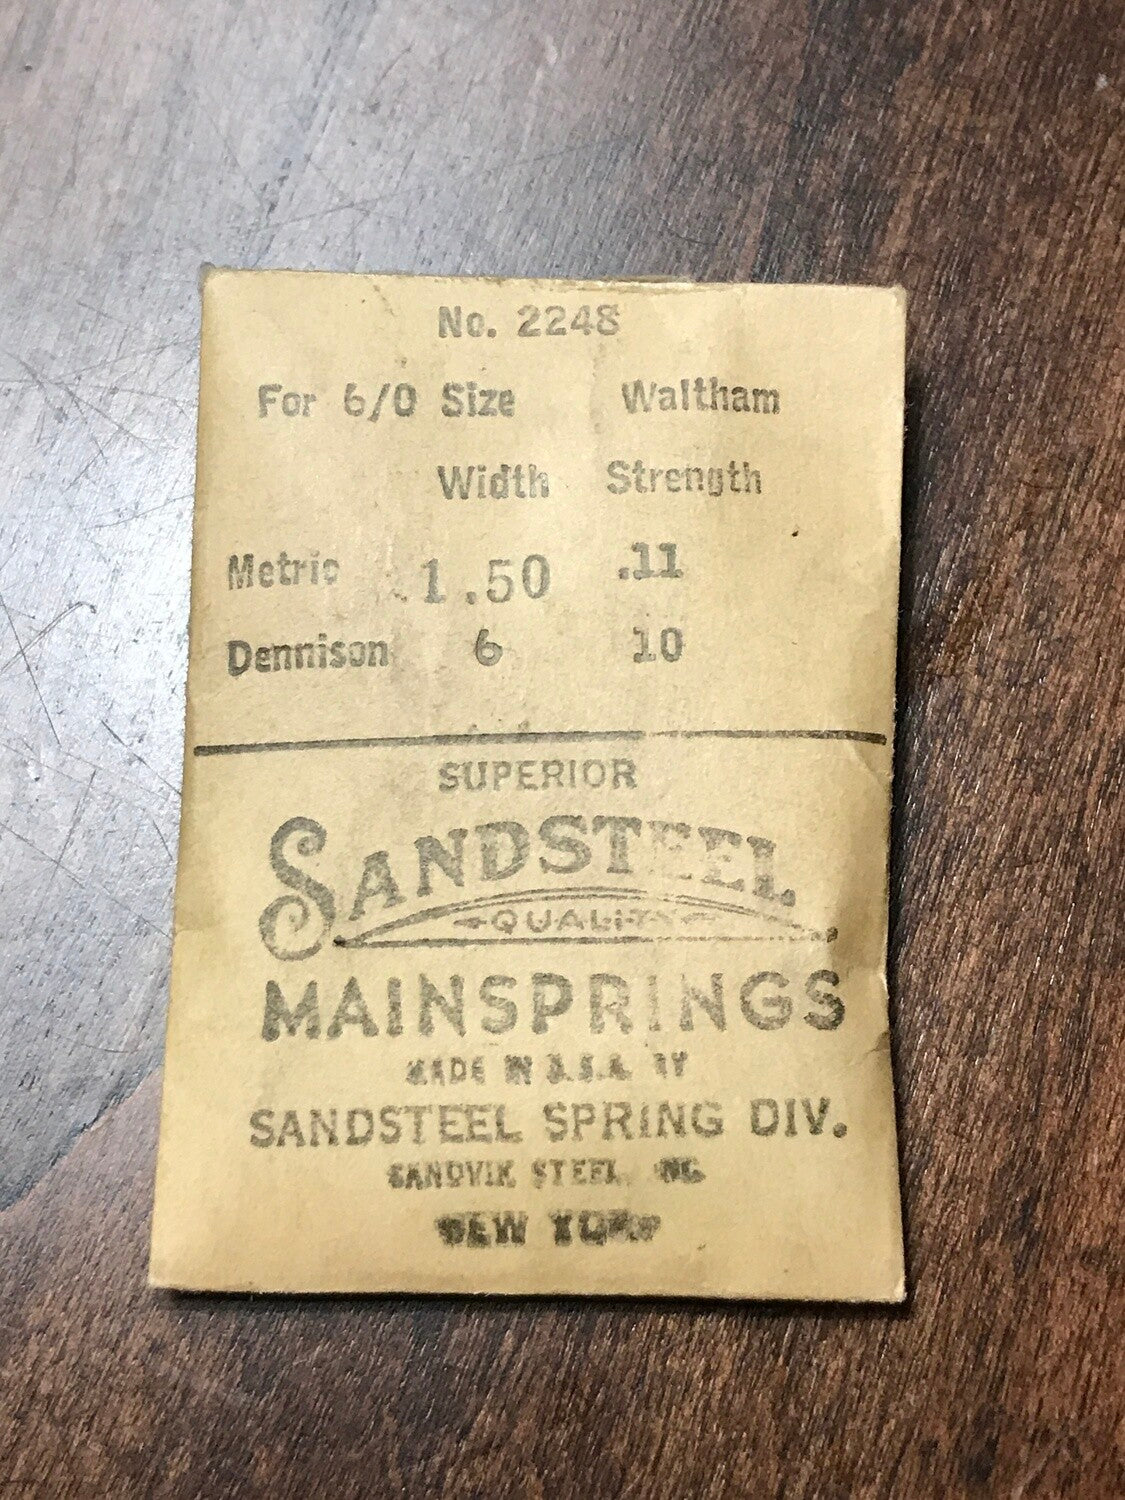 No. 2248
For 6/0 Size Waltham
Width Strength
Metric 1.50 .11
Dennison 6 10
SUPERIOR
SANDSTEEL
QUALITY
MAINSPRINGS
MADE IN U.S.A. BY
SANDSTEEL SPRING DIV.
SANDVIK STEEL, INC.
NEW YORK